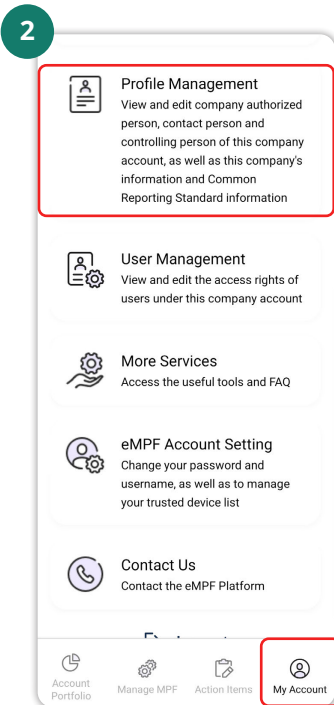 2
Profile Management
View and edit company authorized
person, contact person and
controlling person of this company
account, as well as this company's
information and Common
Reporting Standard information
User Management
View and edit the access rights of
users under this company account
More Services
Access the useful tools and FAQ
eMPF Account Setting
Change your password and
username, as well as to manage
your trusted device list
Contact Us
Contact the eMPF Platform
Account
Portfolio
Manage MPF
Action Items
My Account